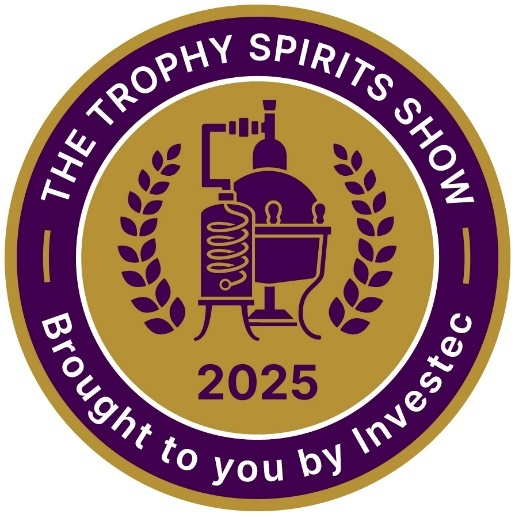 THE TROPHY SPIRITS SHOW
2025
Brought to you by Investec